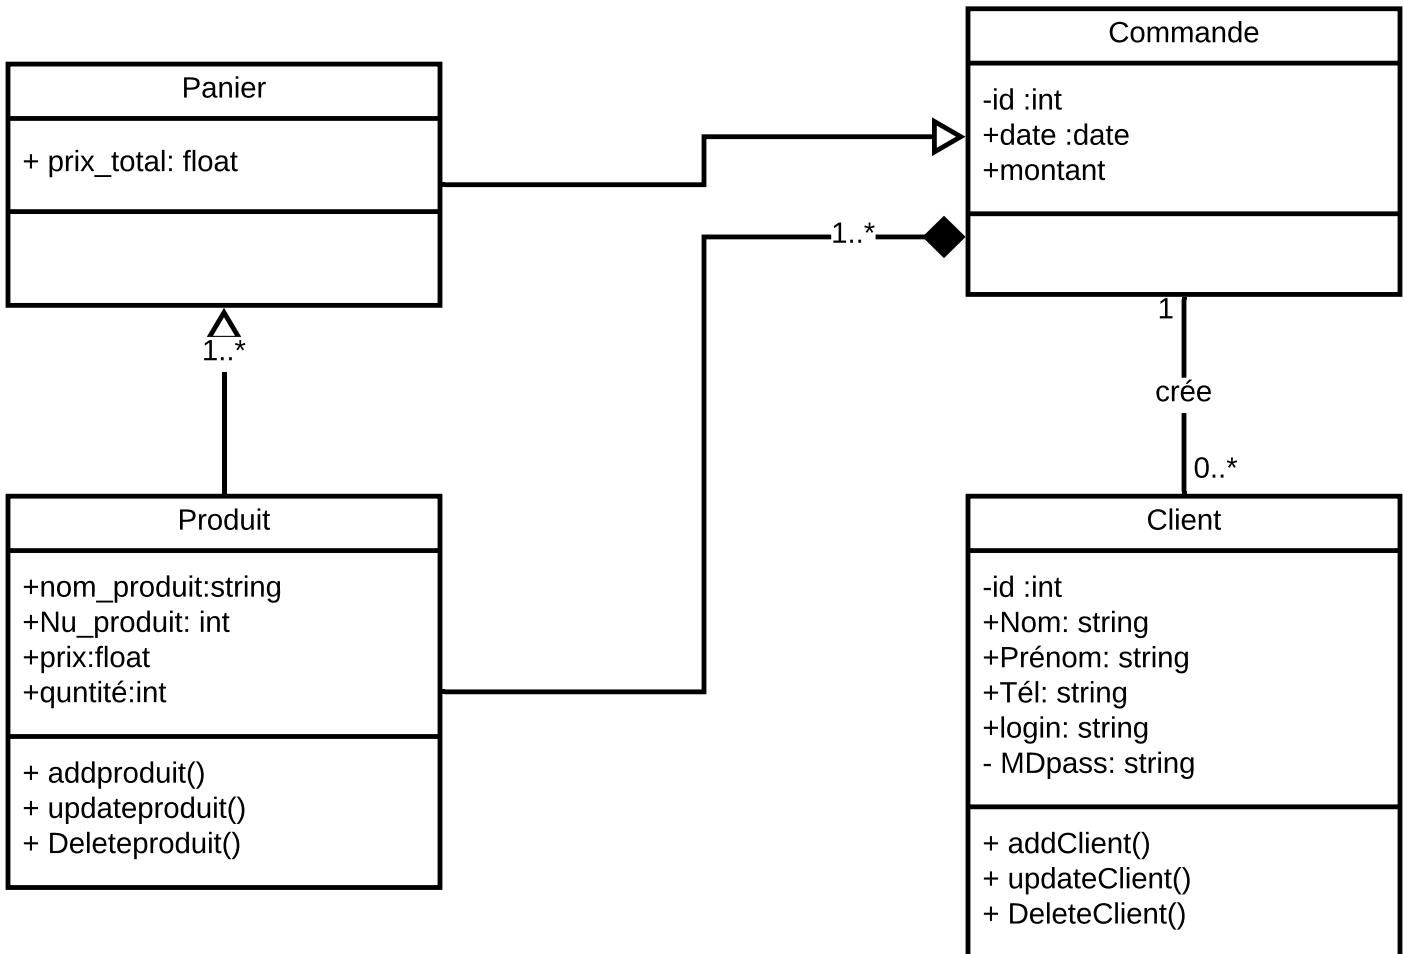 Panier
+ prix_total: float
Commande
-id :int
+date :date
+montant
1..*
1
crée
0..*
1..*
Produit
+nom_produit:string
+Nu_produit: int
+prix:float
+quntité:int
+ addproduit()
+ updateproduit()
+ Deleteproduit()
Client
-id :int
+Nom: string
+Prénom: string
+Tél: string
+login: string
- MDpass: string
+ addClient()
+ updateClient()
+ DeleteClient()